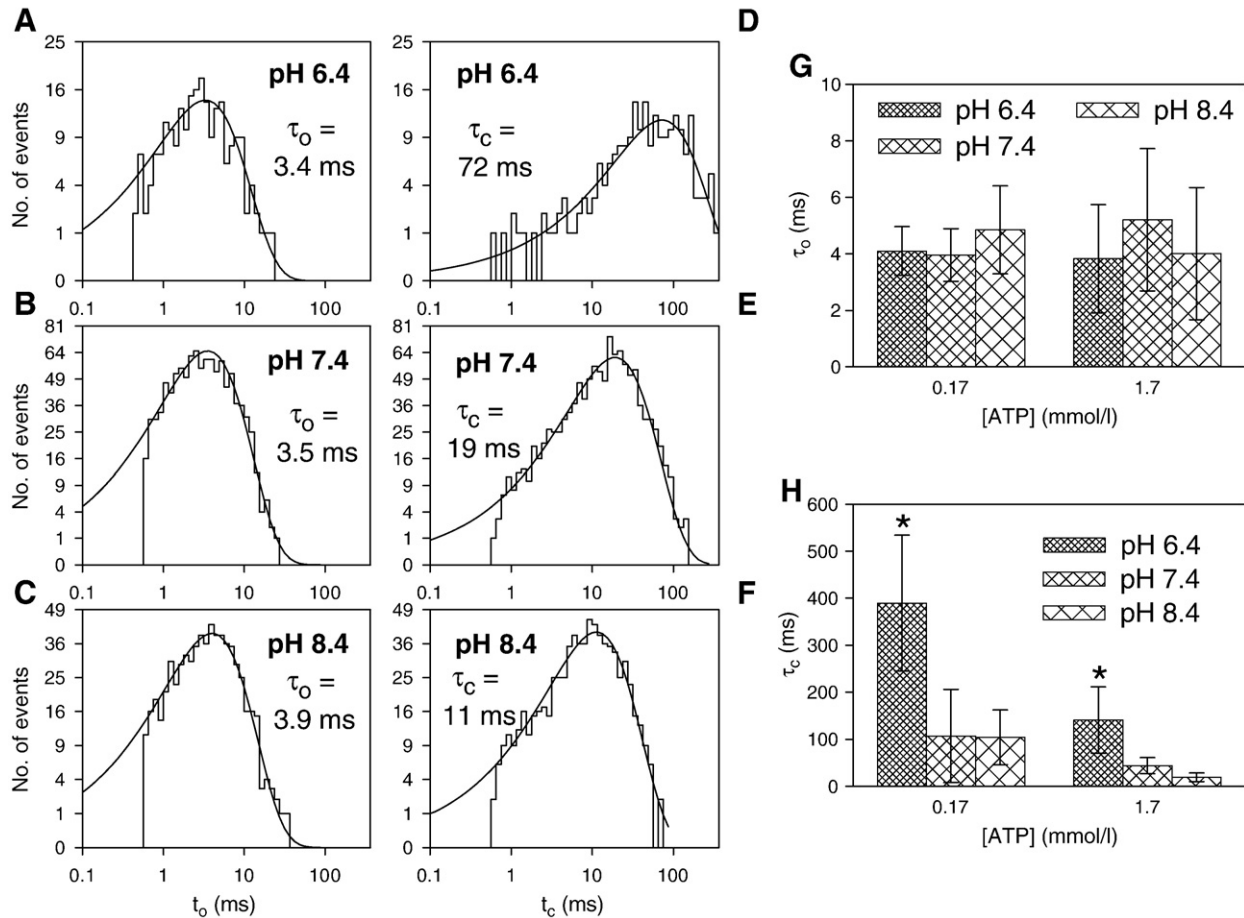 A
D
25
16
9
4
1
0
No. of events
pH 6.4
τo =
3.4 ms
0.1
1
10
100
25
16
9
4
1
0
pH 6.4
τc =
72 ms
0.1
1
10
100
B
E
81
64
49
36
25
16
9
4
1
0
No. of events
pH 7.4
τo =
3.5 ms
0.1
1
10
100
81
64
49
36
25
16
9
4
1
0
pH 7.4
τc =
19 ms
0.1
1
10
100
C
F
49
36
25
16
9
4
1
0
No. of events
pH 8.4
τo =
3.9 ms
0.1
1
10
100
to (ms)
49
36
25
16
9
4
1
0
pH 8.4
τc =
11 ms
0.1
1
10
100
tc (ms)
G
10
8
6
4
2
0
τo (ms)
pH 6.4
pH 8.4
pH 7.4
0.17
1.7
[ATP] (mmol/l)
H
600
500
400
300
200
100
0
τc (ms)
*
*
pH 6.4
pH 7.4
pH 8.4
0.17
1.7
[ATP] (mmol/l)